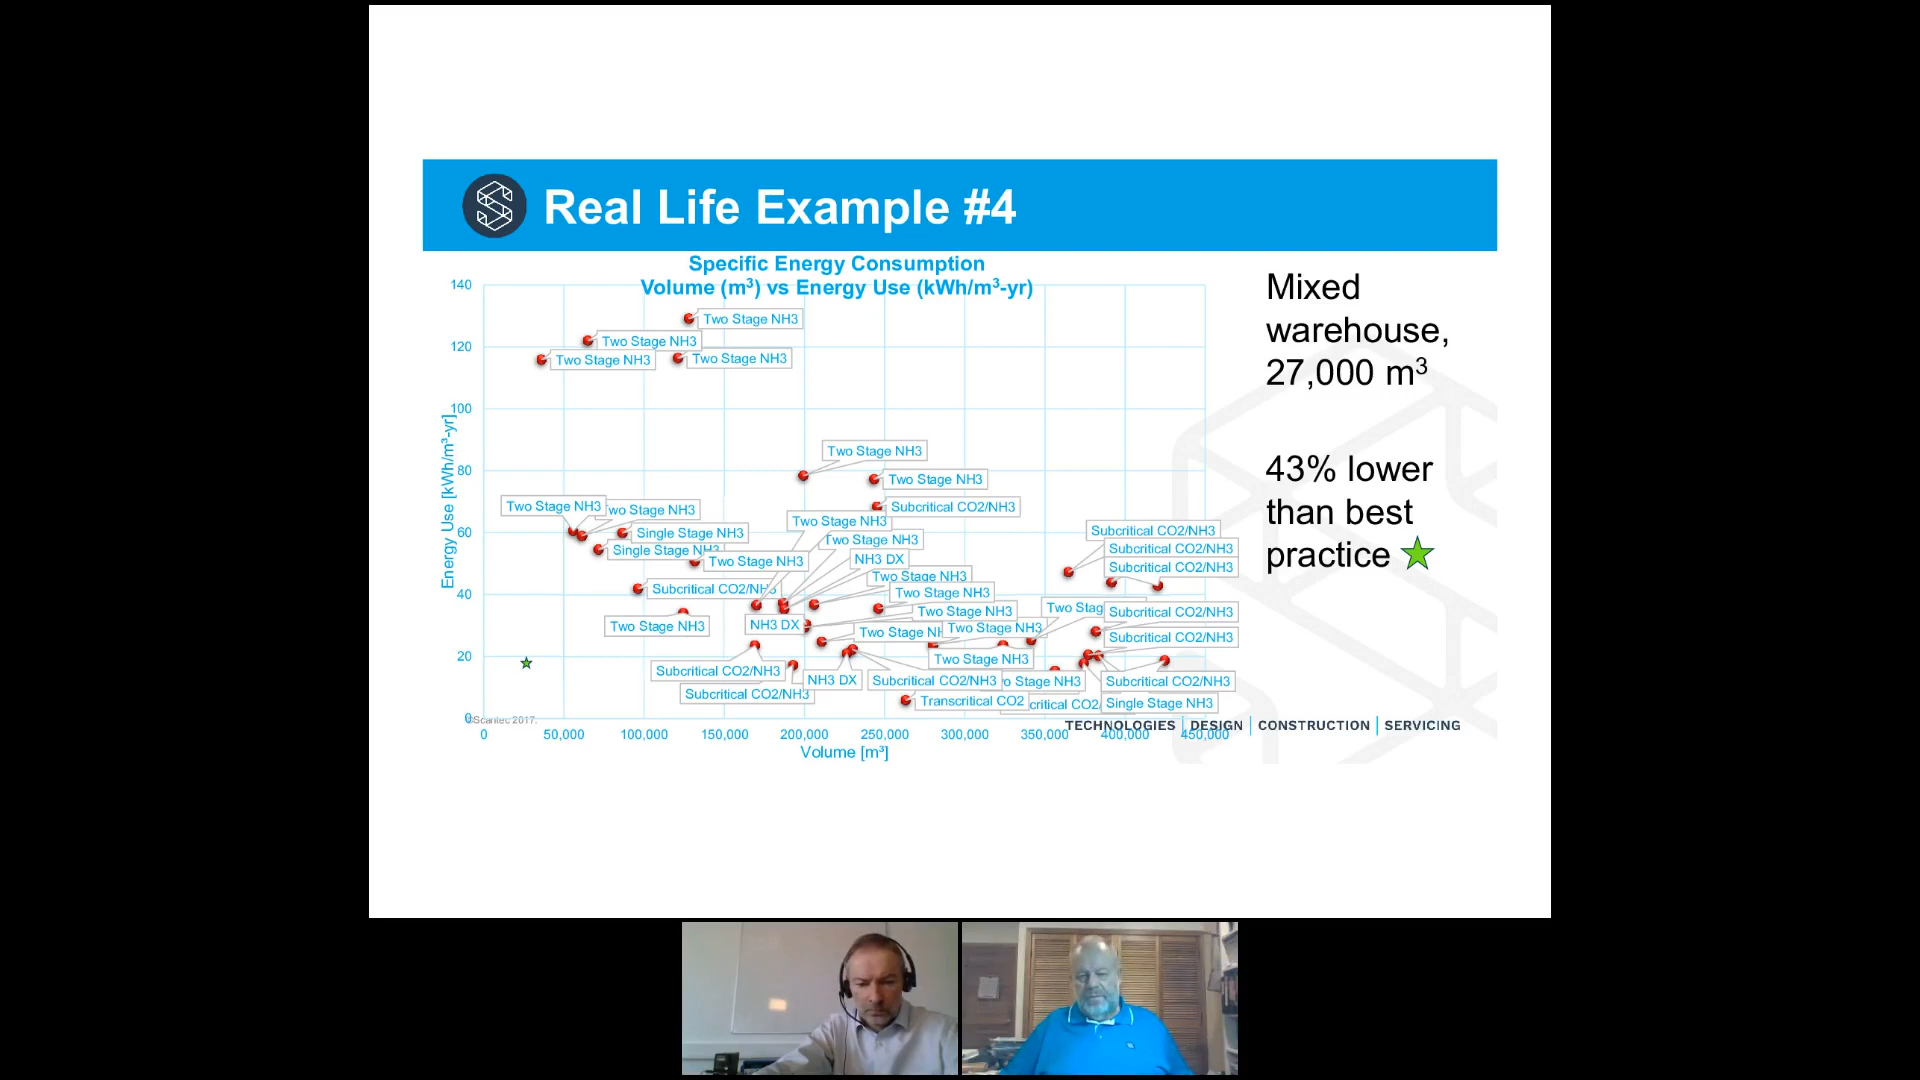 Real Life Example #4
Specific Energy Consumption
Volume (m³) vs Energy Use (kWh/m³-yr)
Mixed
warehouse,
27,000 m³
43% lower
than best
practice
Energy Use [kWh/m³-yr]
140
120
100
80
60
40
20
0
Two Stage NH3
Two Stage NH3
Two Stage NH3
Two Stage NH3
Two Stage NH3
Two Stage NH3
Two Stage NH3
wo Stage NH3
Subcritical CO2/NH3
Two Stage NH3
Single Stage NH3
Subcritical CO2/NH3
Two Stage NH3
Single Stage NH3
Subcritical CO2/NH3
Two Stage NH3
NH3 DX
Subcritical CO2/NH3
Two Stage NH3
Subcritical CO2/NH3
Two Stage NH3
Two Stage NH3
Two Stag
Subcritical CO2/NH3
Two Stage NH3
NH3 DX
Two Stage NH3
Two Stage NH
Two Stage NH3
Subcritical CO2/NH3
Two Stage NH3
Subcritical CO2/NH3
NH3 DX
Subcritical CO2/NH3
o Stage NH3
Subcritical CO2/NH3
Subcritical CO2/NH3
Transcritical CO2
critical CO2/
Single Stage NH3
©Scantec 2017.
TECHNOLOGIES | DESIGN | CONSTRUCTION | SERVICING
0
50,000
100,000
150,000
200,000
250,000
300,000
350,000
400,000
450,000
Volume [m³]